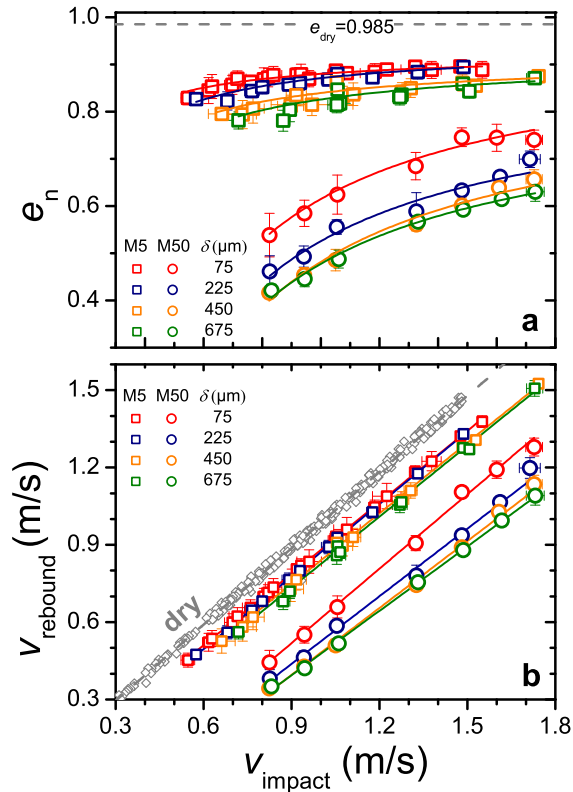 1.0
e_dry=0.985
0.8
e_n
0.6
M5 M50 δ(μm)
75
225
450
675
0.4
a
1.5
M5 M50 δ(μm)
75
225
450
675
1.2
v_rebound (m/s)
0.9
dry
0.6
b
0.3
0.3 0.6 0.9 1.2 1.5 1.8
v_impact (m/s)